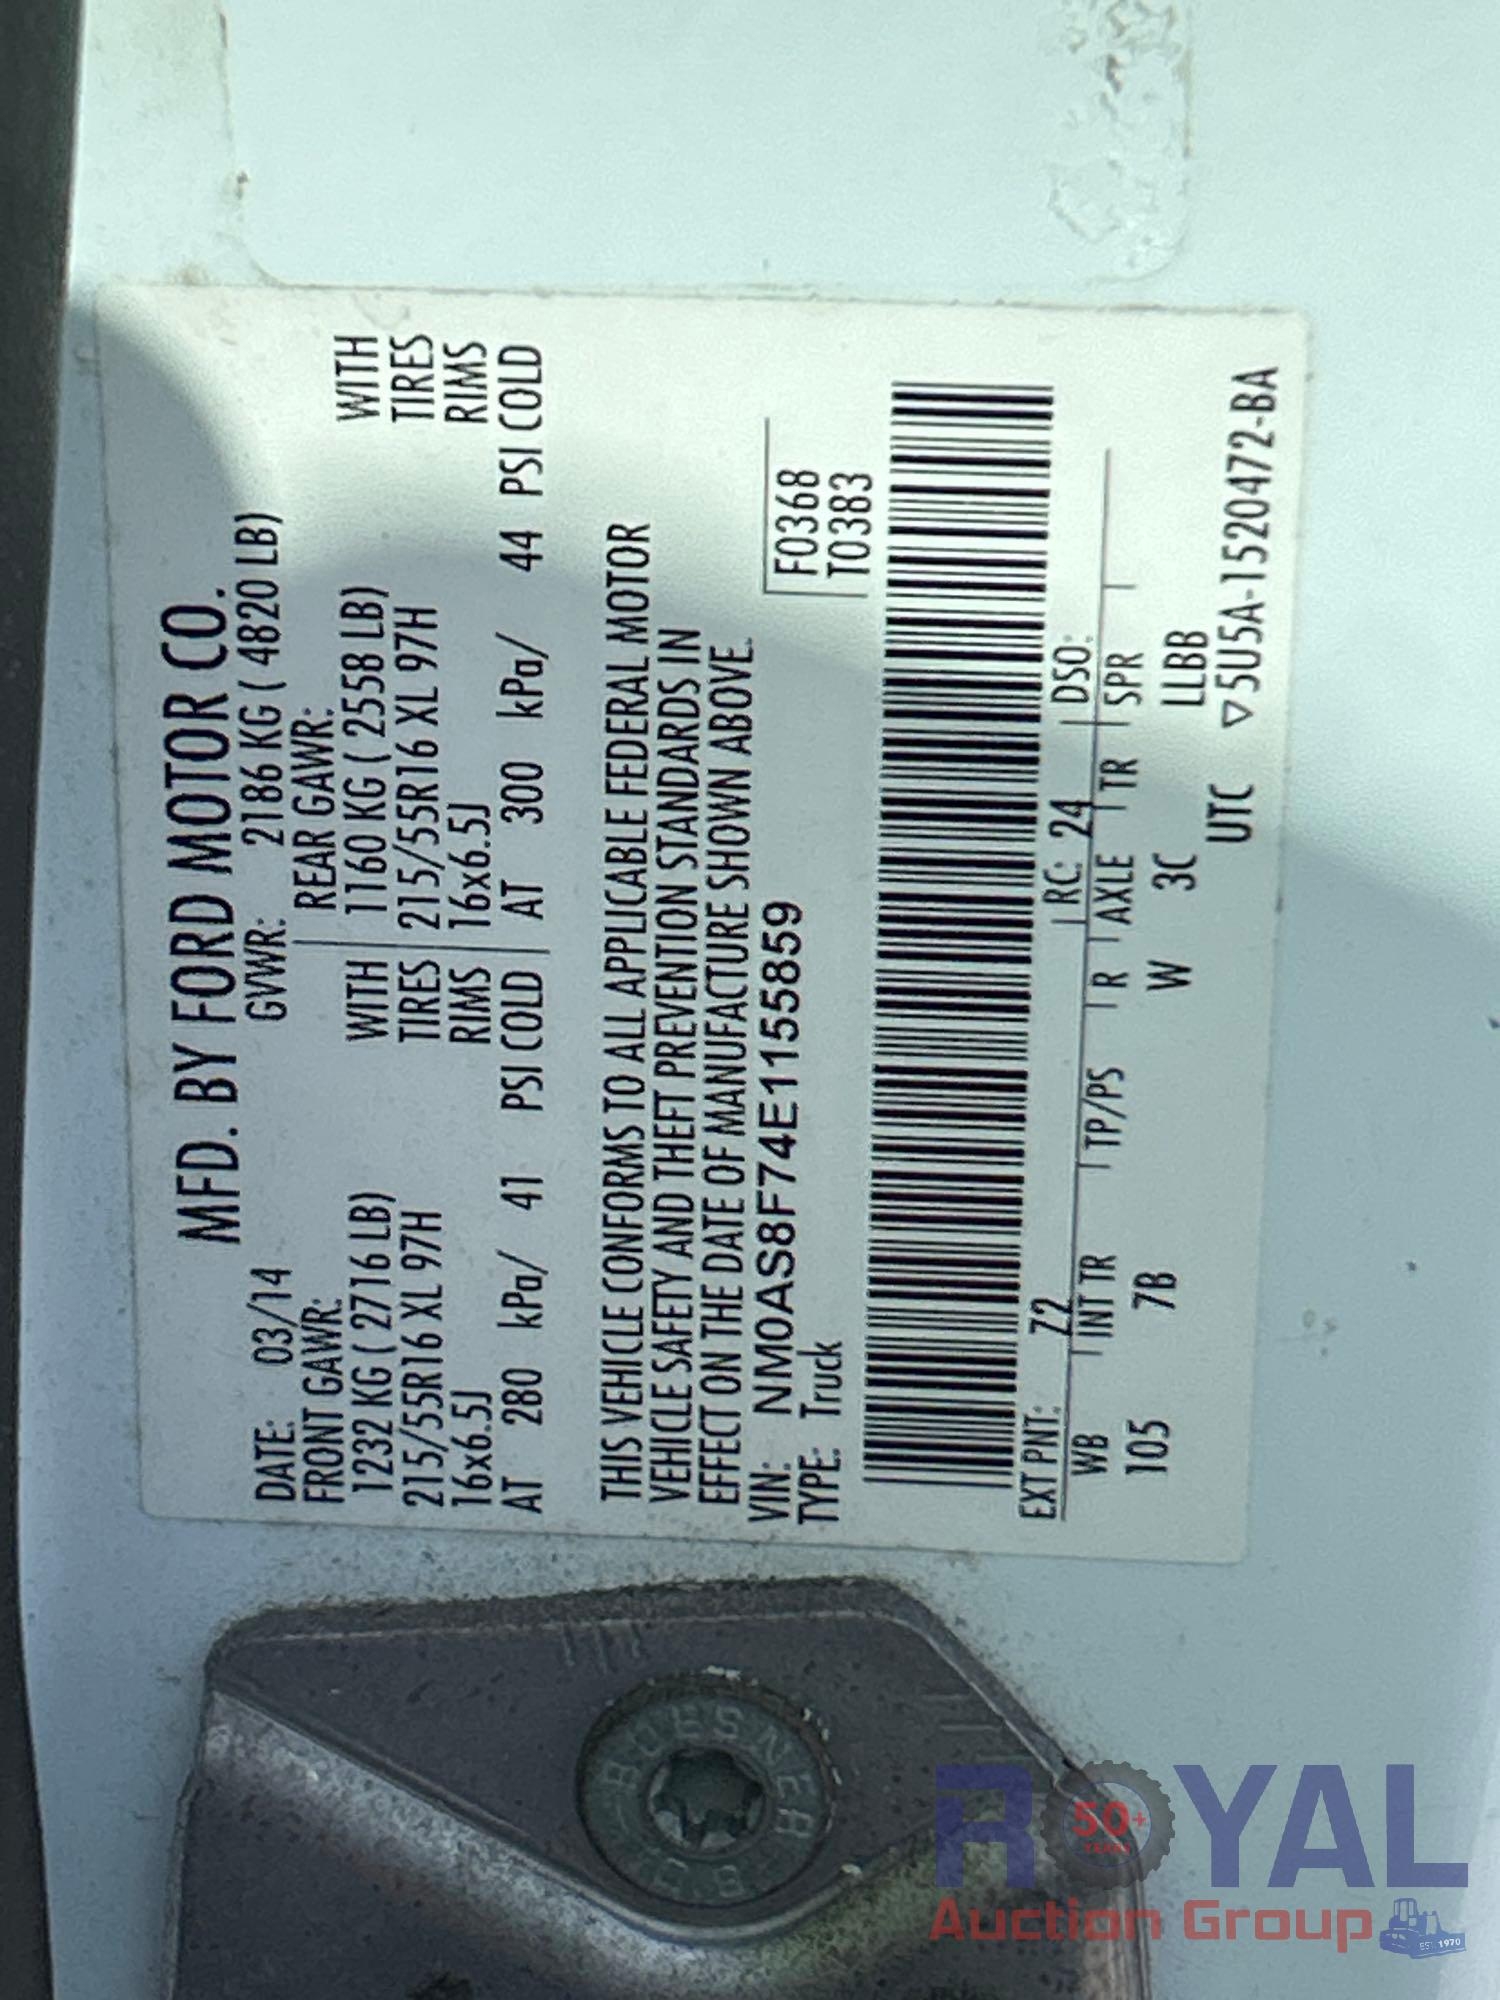 MFD. BY FORD MOTOR CO.
DATE: 03/14 GVWR: 2186 KG ( 4820 LB)
FRONT GAWR: REAR GAWR:
1232 KG ( 2716 LB) WITH 1160 KG ( 2558 LB) WITH
215/55R16 XL 97H TIRES 215/55R16 XL 97H TIRES
16x6.5J RIMS 16x6.5J RIMS
AT 280 kPa/ 41 PSI COLD AT 300 kPa/ 44 PSI COLD
THIS VEHICLE CONFORMS TO ALL APPLICABLE FEDERAL MOTOR
VEHICLE SAFETY AND THEFT PREVENTION STANDARDS IN
EFFECT ON THE DATE OF MANUFACTURE SHOWN ABOVE.
VIN: NM0AS8F74E115859 F0368
TYPE: Truck T0383
EXT PNT: Z2 RC: 24 DSO:
WB INT TR TP/PS R AXLE TR SPR
105 7B W 3C LLBB
UTC ▽5U5A-1520472-BA
BOESNER
ROYAL
50+
YEARS
Auction Group
EST. 1970